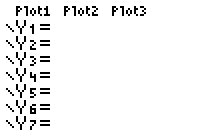 Plot1 Plot2 Plot3
\Y₁=
\Y₂=
\Y₃=
\Y₄=
\Y₅=
\Y₆=
\Y₇=